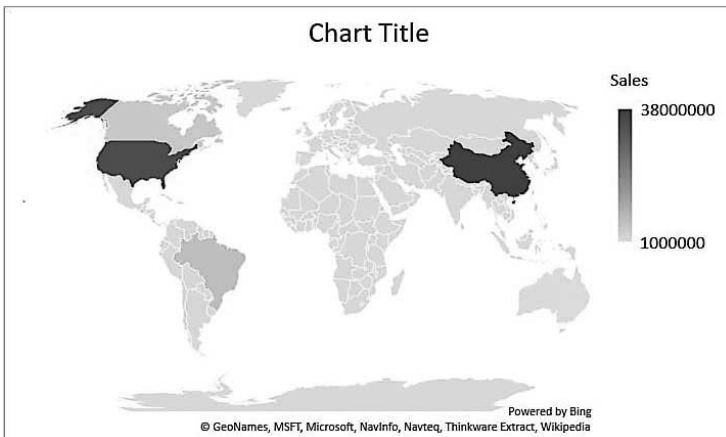 Chart Title
Sales
38000000
1000000
Powered by Bing
© GeoNames, MSFT, Microsoft, NavInfo, Navteq, Thinkware Extract, Wikipedia